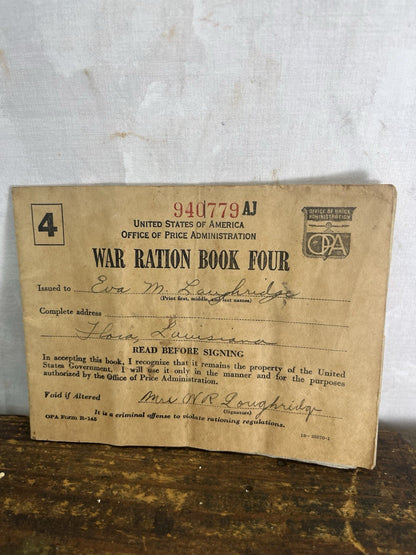 940779 AJ
4
UNITED STATES OF AMERICA
OFFICE OF PRICE ADMINISTRATION
OFFICE OF PRICE
ADMINISTRATION
OPA
WAR RATION BOOK FOUR
Issued to Eva M. Loughridge
(Print first, middle, and last names)
Complete address
Flora, Louisiana
READ BEFORE SIGNING
In accepting this book, I recognize that it remains the property of the United
States Government. I will use it only in the manner and for the purposes
authorized by the Office of Price Administration.
Void if Altered Mrs W R Loughridge
(Signature)
It is a criminal offense to violate rationing regulations.
OPA Form R-145